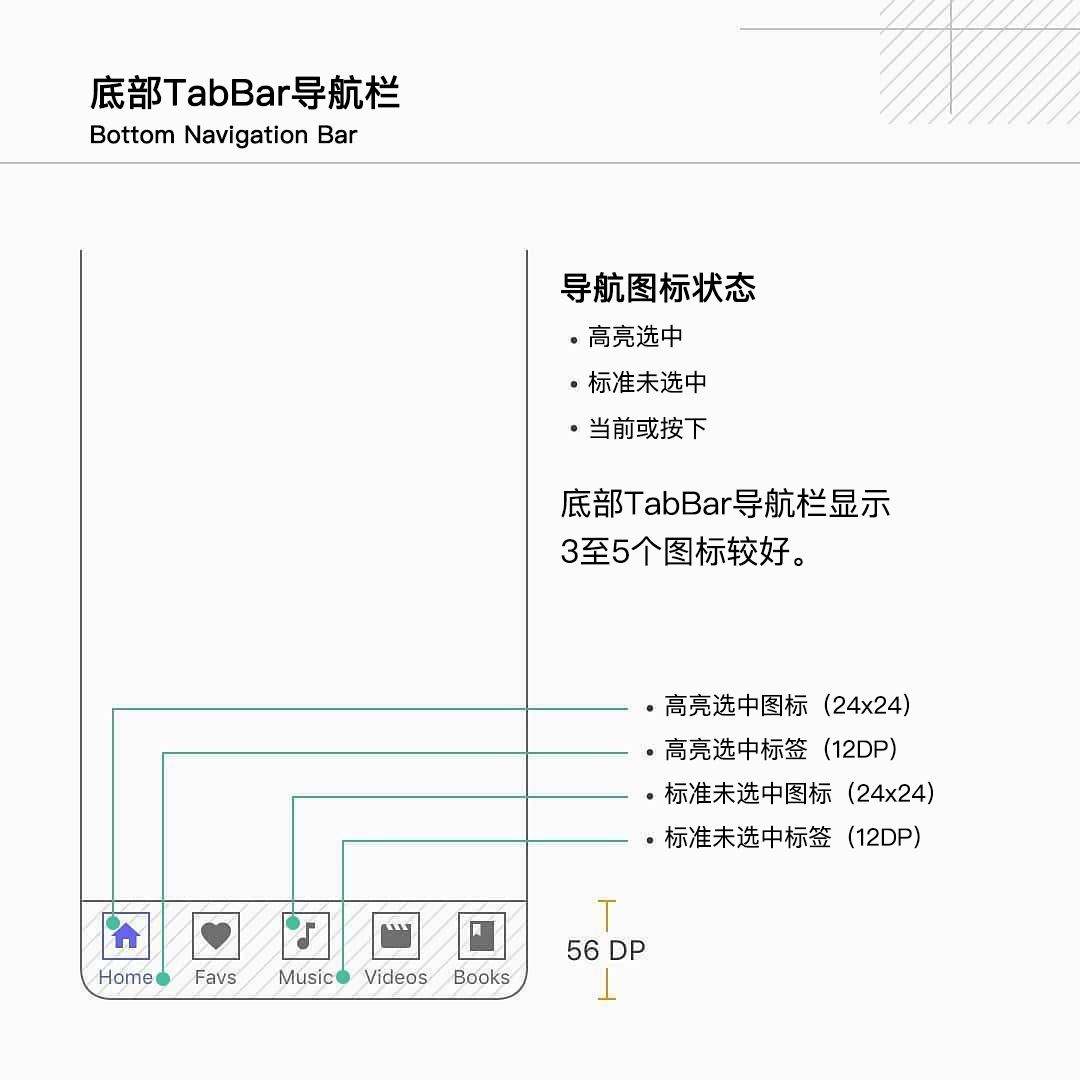 底部TabBar导航栏
Bottom Navigation Bar
导航图标状态
• 高亮选中
• 标准未选中
• 当前或按下
底部TabBar导航栏显示
3至5个图标较好。
• 高亮选中图标（24x24）
• 高亮选中标签（12DP）
• 标准未选中图标（24x24）
• 标准未选中标签（12DP）
56 DP
Home Favs Music Videos Books